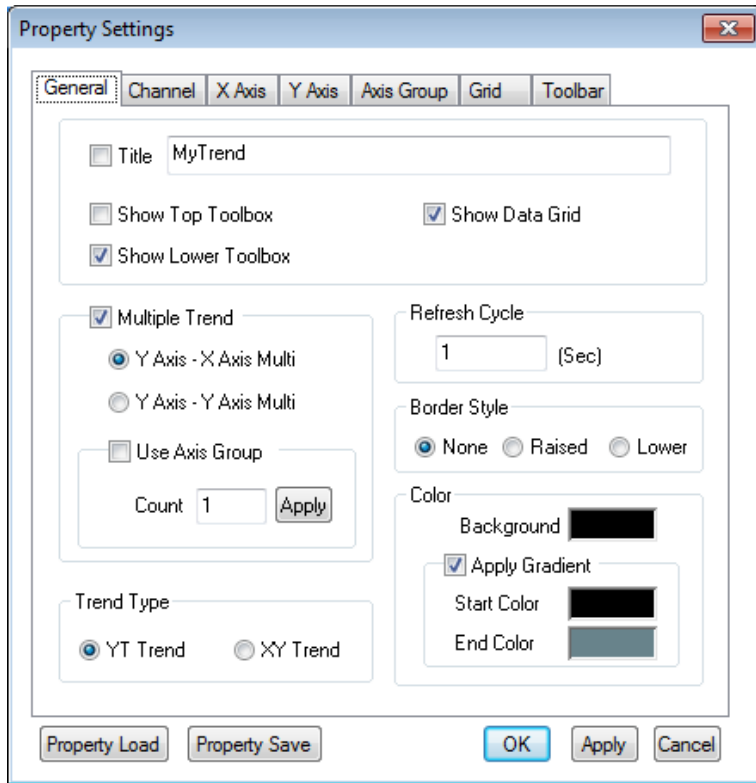 Property Settings
General Channel X Axis Y Axis Axis Group Grid Toolbar
Title MyTrend
Show Top Toolbox Show Data Grid
Show Lower Toolbox
Multiple Trend
Y Axis - X Axis Multi
Y Axis - Y Axis Multi
Use Axis Group
Count 1 Apply
Trend Type
YT Trend XY Trend
Refresh Cycle
1 (Sec)
Border Style
None Raised Lower
Color
Background
Apply Gradient
Start Color
End Color
Property Load Property Save OK Apply Cancel